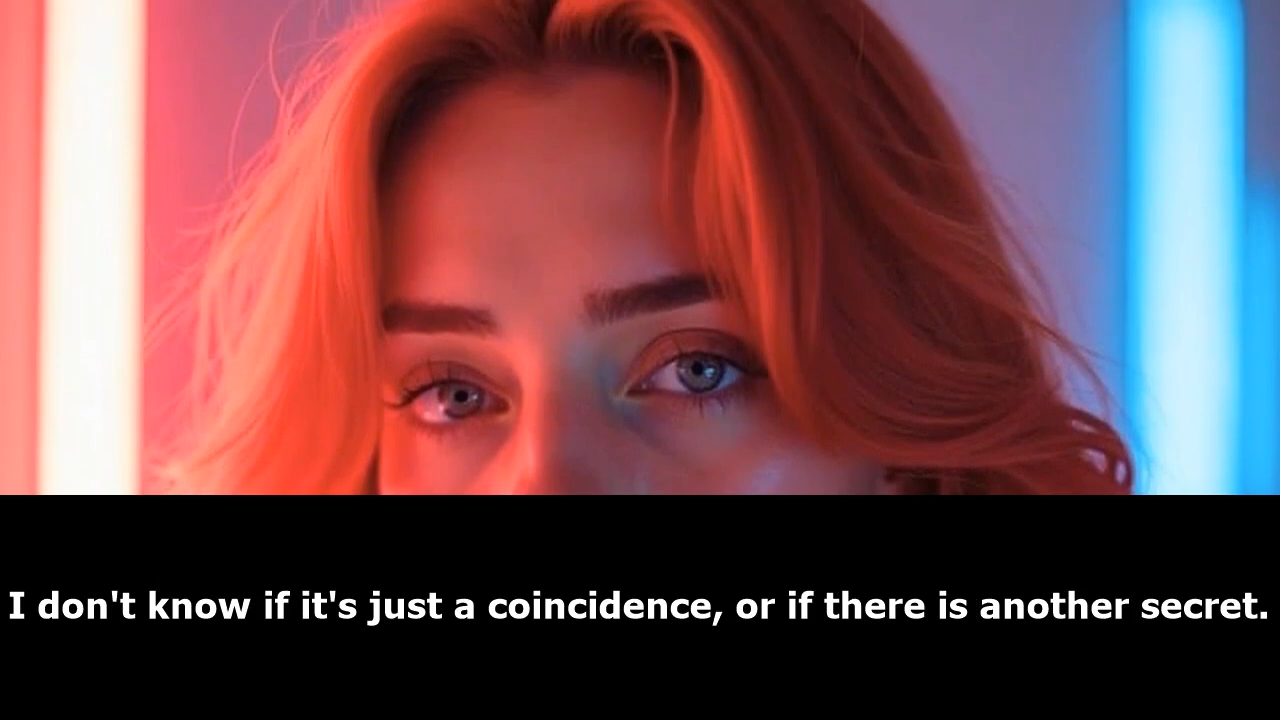 I don't know if it's just a coincidence, or if there is another secret.